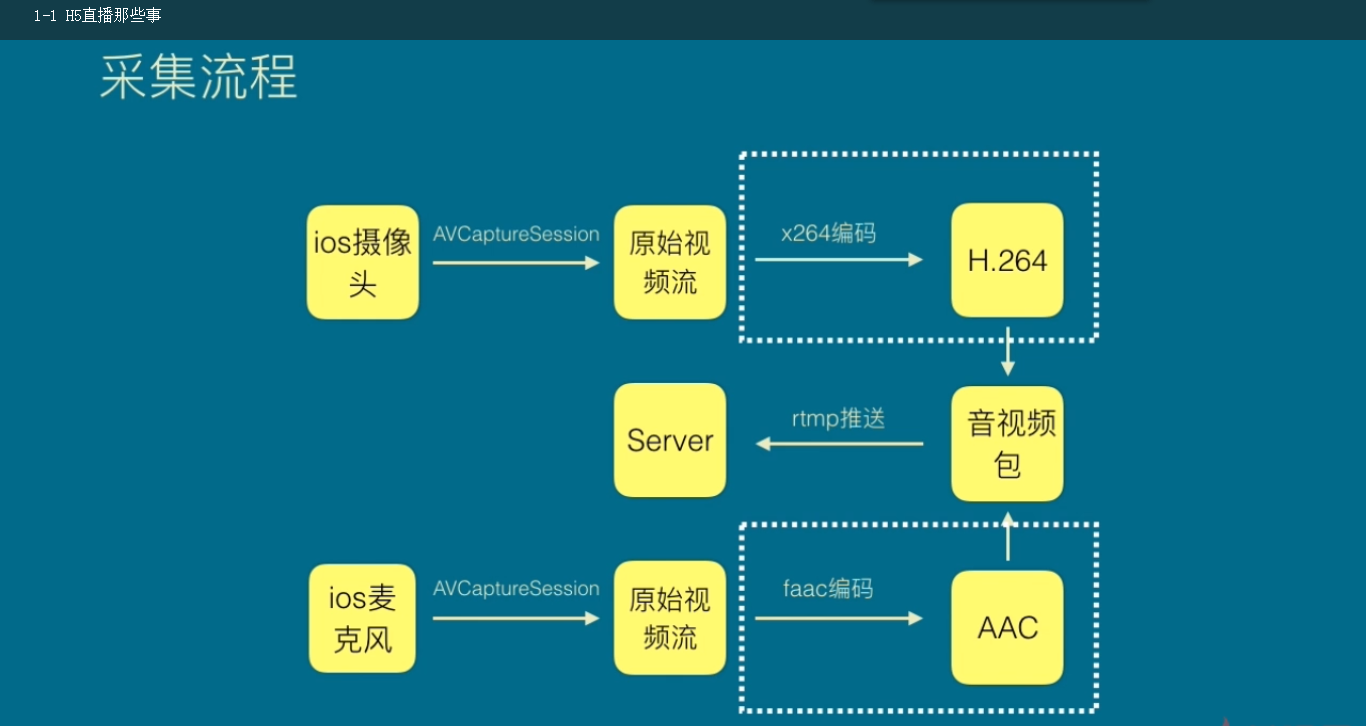 1-1 H5直播那些事
采集流程
ios摄像
头
AVCaptureSession
原始视
频流
x264编码
H.264
Server
rtmp推送
音视频
包
ios麦
克风
AVCaptureSession
原始视
频流
faac编码
AAC